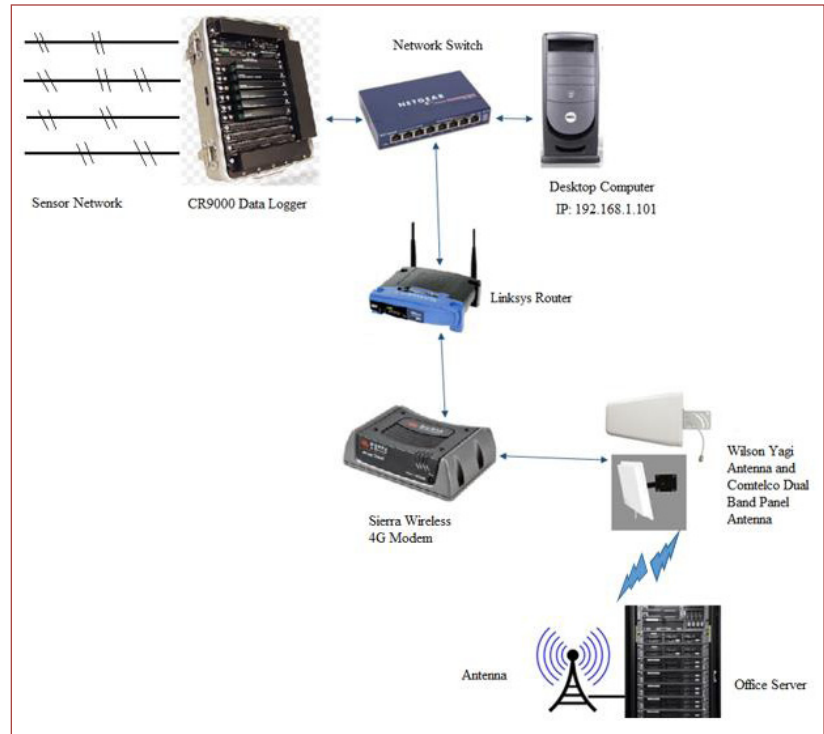 Network Switch
NETGEAR
Sensor Network
CR9000 Data Logger
Desktop Computer
IP: 192.168.1.101
Linksys Router
Sierra Wireless
4G Modem
Wilson Yagi
Antenna and
Comtelco Dual
Band Panel
Antenna
Antenna
Office Server